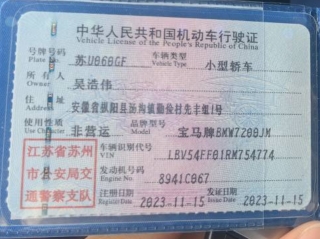 中华人民共和国机动车行驶证
Vehicle License of the People's Republic of China
号牌号码 苏U868GF 车辆类型 小型轿车
Plate No. Vehicle Type
所有人 吴浩伟
Owner
住址 安徽省枞阳县汤沟镇勤俭村先丰组1号
Address
使用性质 非营运 品牌型号 宝马牌BMW7200JM
Use Character Model
江苏省苏州 车辆识别代号 LBV54FF01RM754774
VIN
市公安局交 发动机号码 8941C067
Engine No.
通警察支队 注册日期 2023-11-15 发证日期 2023-11-15
Register Date Issue Date